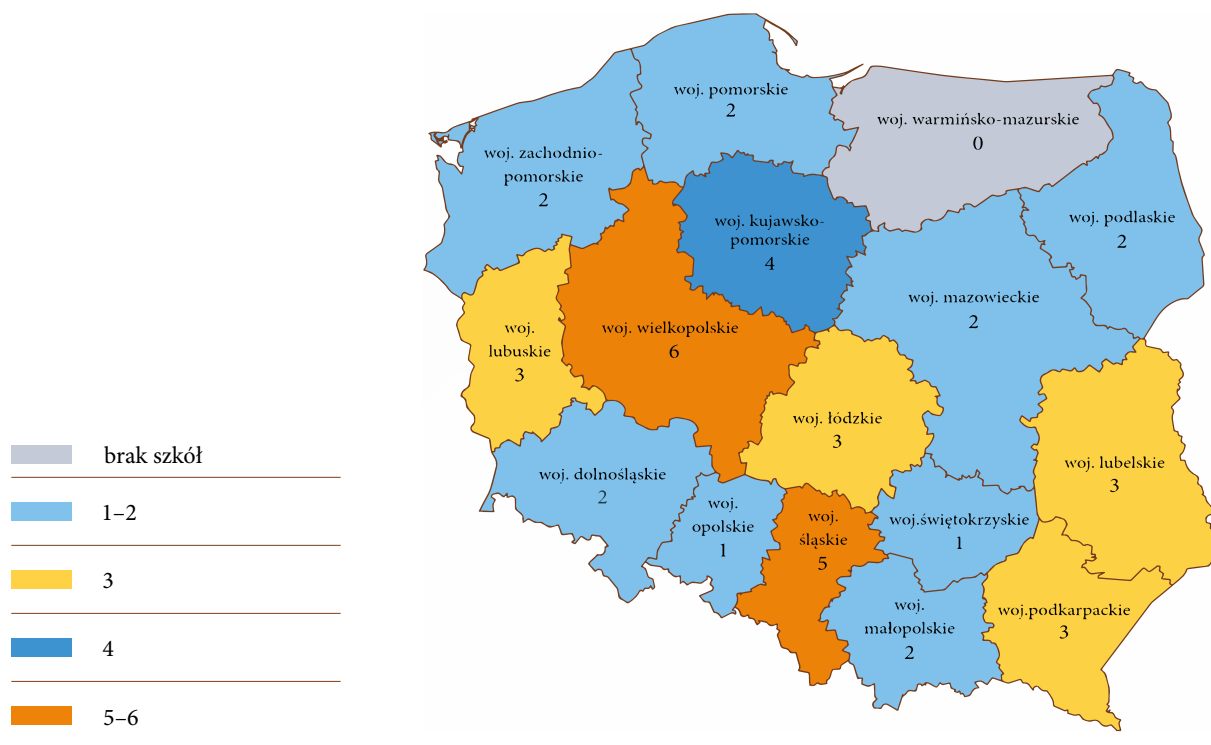 woj. pomorskie
2
woj. warmińsko-mazurskie
0
woj. zachodnio-
pomorskie
2
woj. kujawsko-
pomorskie
4
woj. podlaskie
2
woj. mazowieckie
2
woj.
lubuskie
3
woj. wielkopolskie
6
woj. łódzkie
3
woj. lubelskie
3
woj. dolnośląskie
2
woj.
opolskie
1
woj.
śląskie
5
woj.świętokrzyskie
1
woj.
małopolskie
2
woj.podkarpackie
3
brak szkół
1–2
3
4
5–6